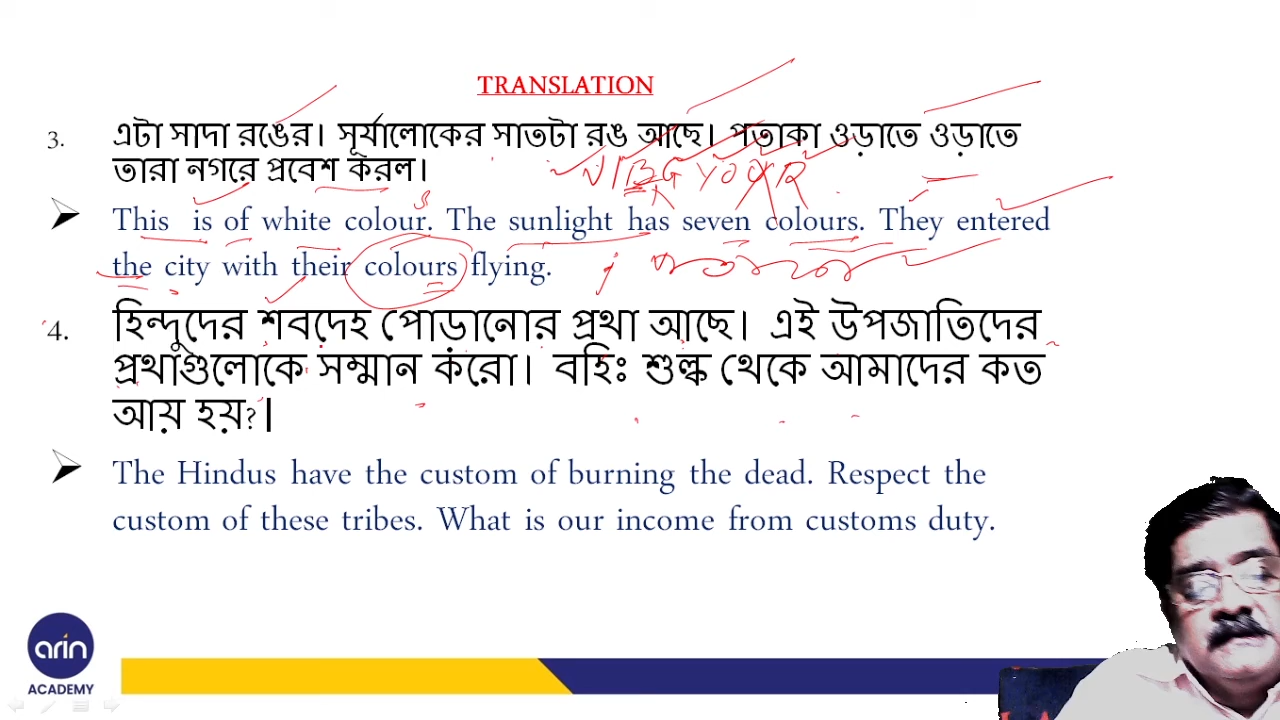 TRANSLATION
3. এটা সাদা রঙের। সূর্যালোকের সাতটা রঙ আছে। পতাকা ওড়াতে ওড়াতে
তারা নগরে প্রবেশ করল।
This is of white colour. The sunlight has seven colours. They entered
the city with their colours flying.
4. হিন্দুদের শবদেহ পোড়ানোর প্রথা আছে। এই উপজাতিদের
প্রথাগুলোকে সম্মান করো। বহিঃ শুল্ক থেকে আমাদের কত
আয় হয়?
The Hindus have the custom of burning the dead. Respect the
custom of these tribes. What is our income from customs duty.
arin
ACADEMY